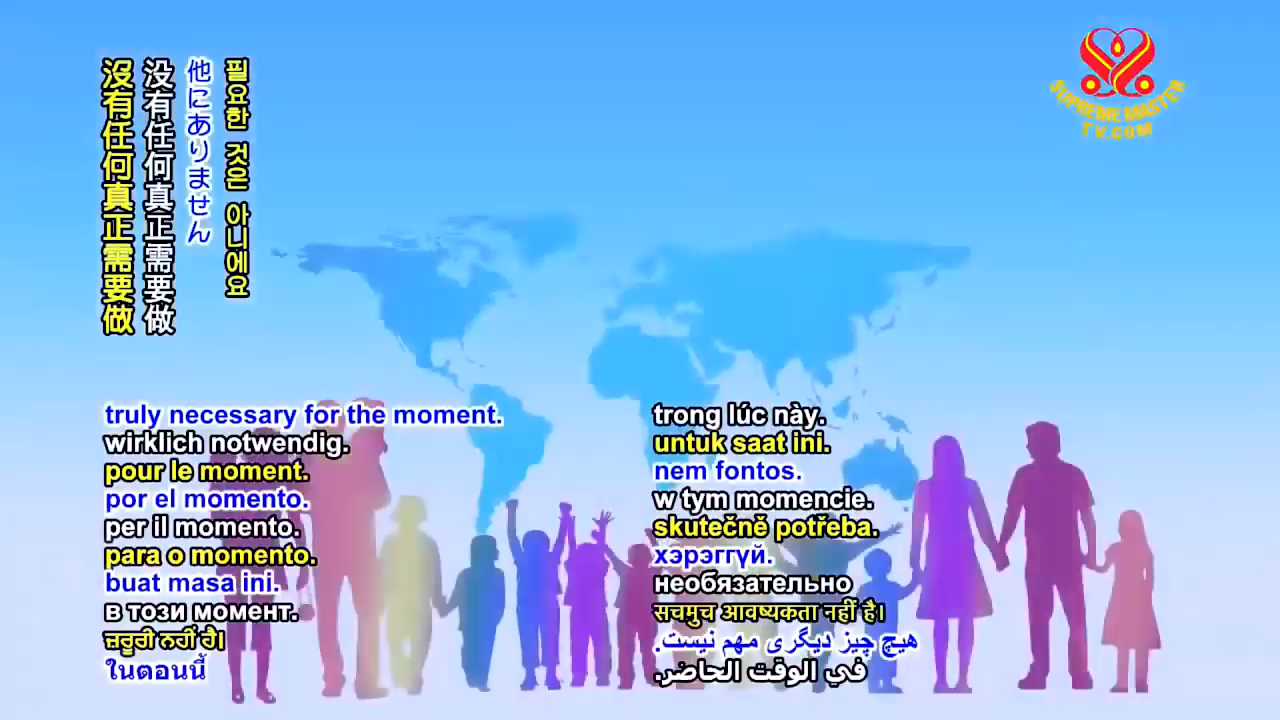 沒有任何真正需要做
没有任何真正需要做
他にありません
필요한 것은 아니에요
SUPREME MASTER
TV.COM
truly necessary for the moment.
wirklich notwendig.
pour le moment.
por el momento.
per il momento.
para o momento.
buat masa ini.
в този момент.
ਜ਼ਰੂਰੀ ਨਹੀਂ ਹੈ।
ในตอนนี้
trong lúc này.
untuk saat ini.
nem fontos.
w tym momencie.
skutečně potřeba.
хэрэггүй.
необязательно
सचमुच आवष्यकता नहीं है।
هیچ چیز دیگری مهم نیست.
في الوقت الحاضر.